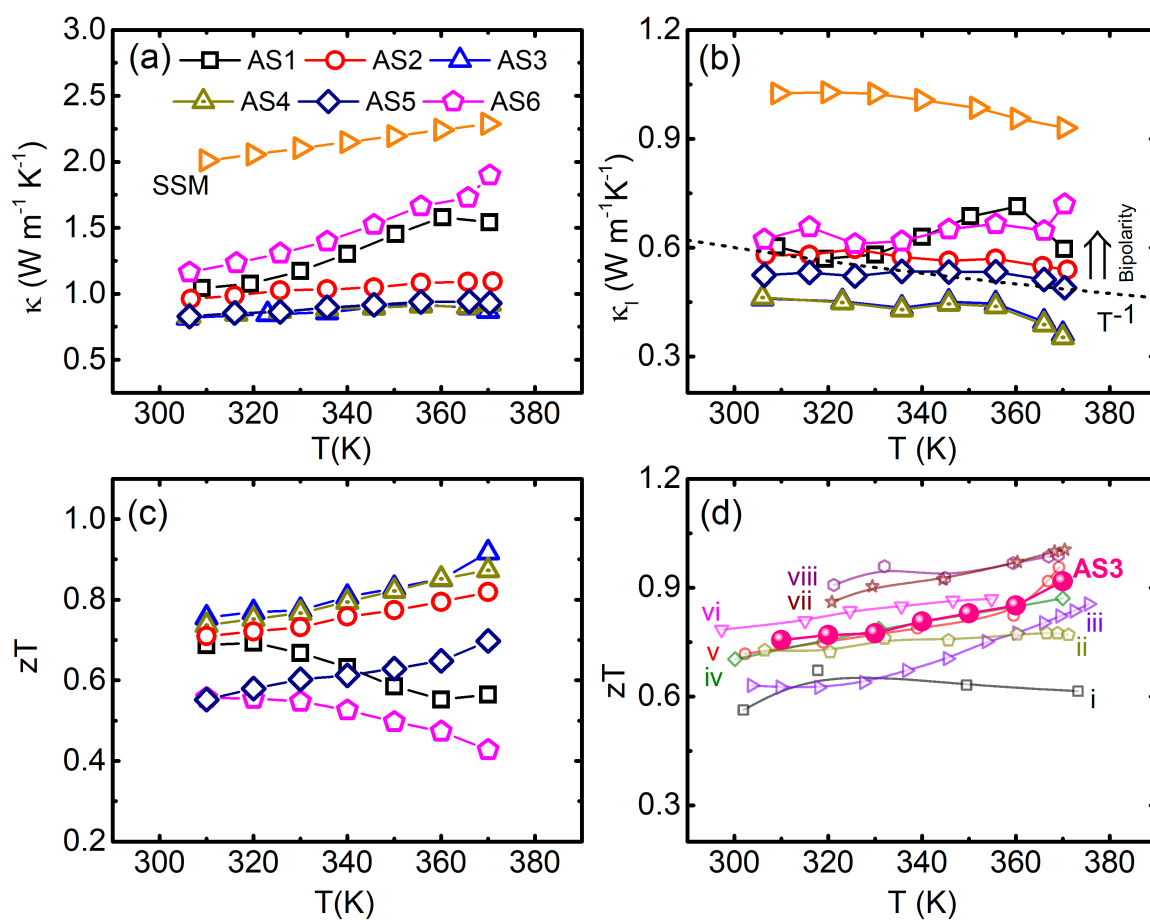 (a)
AS1 AS2 AS3
AS4 AS5 AS6
SSM
3.0
2.5
2.0
1.5
1.0
0.5
κ (W m⁻¹ K⁻¹)
300 320 340 360 380
T(K)
(b)
1.2
0.9
0.6
0.3
κₗ (W m⁻¹K⁻¹)
Bipolarity
T⁻¹
300 320 340 360 380
T (K)
(c)
1.0
0.8
0.6
0.4
0.2
zT
300 320 340 360 380
T(K)
(d)
1.2
0.9
0.6
0.3
zT
viii
vii
AS3
vi
v
iv
iii
ii
i
300 320 340 360 380
T (K)